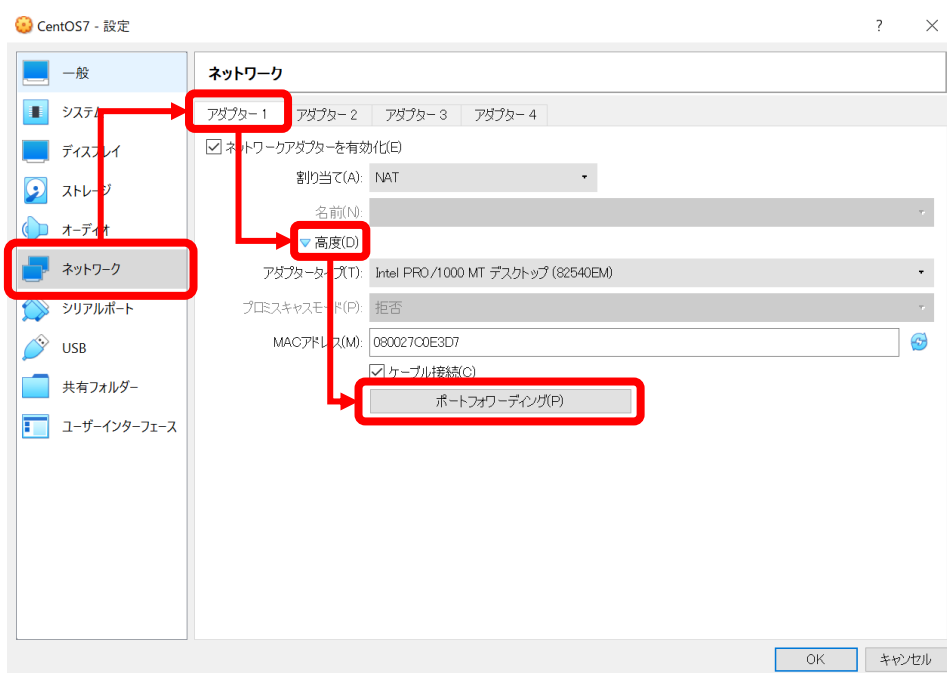 CentOS7 - 設定
?
一般
システム
ディスプレイ
ストレージ
オーディオ
ネットワーク
シリアルポート
USB
共有フォルダー
ユーザーインターフェース
ネットワーク
アダプター 1 アダプター 2 アダプター 3 アダプター 4
ネットワークアダプターを有効化(E)
割り当て(A): NAT
名前(N):
高度(D)
アダプタータイプ(T): Intel PRO/1000 MT デスクトップ (82540EM)
プロミスキャスモード(P): 拒否
MACアドレス(M): 080027C0E3D7
ケーブル接続(C)
ポートフォワーディング(P)
OK キャンセル